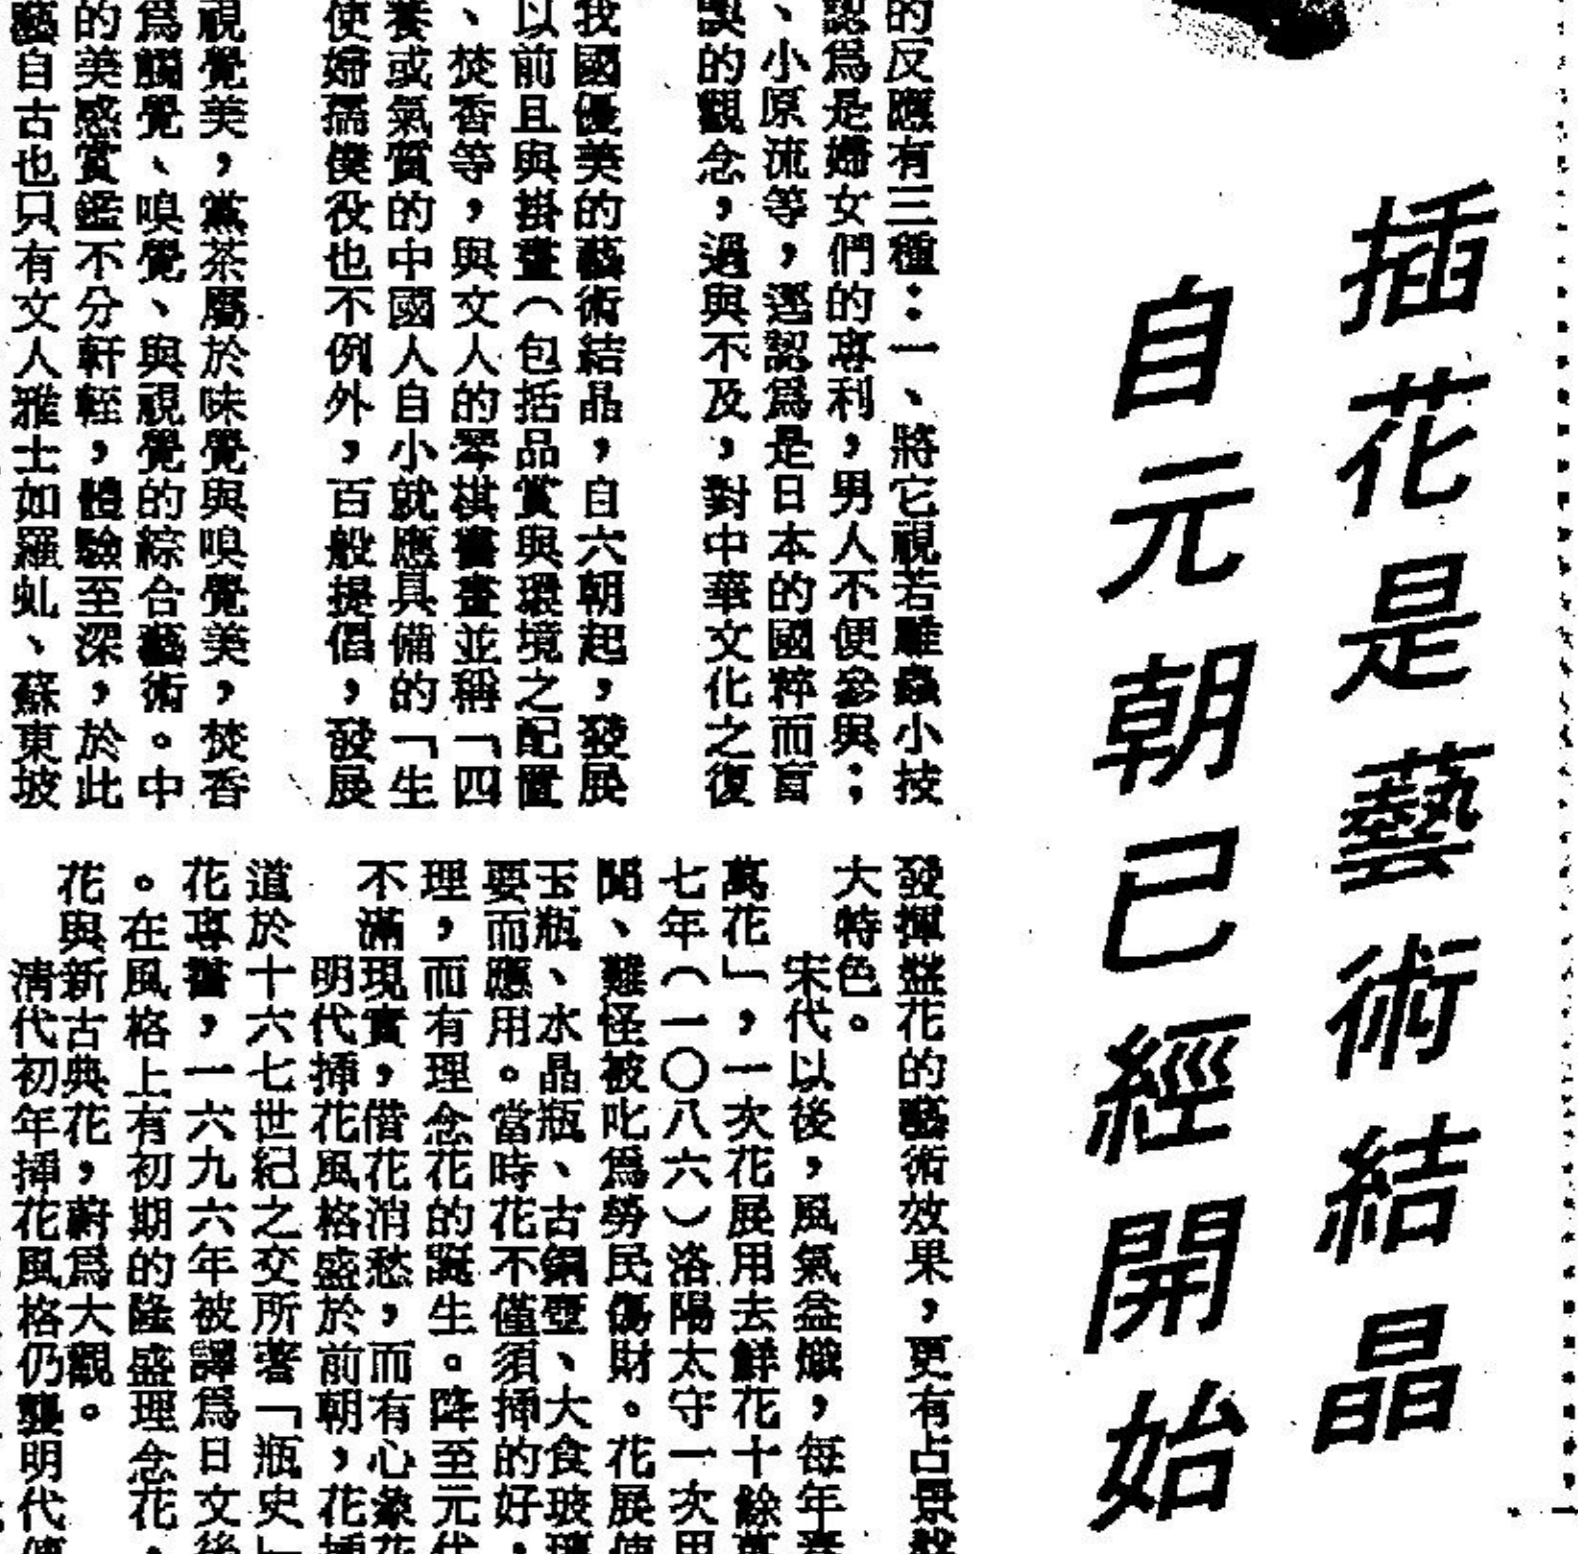 插花是藝術結晶
自元朝已經開始
的反應有三種：一、將它視若雕蟲小技
認爲是婦女們的專利，男人不便參與；
、小原流等，逕認爲是日本的國粹而盲
誤的觀念，過與不及，對中華文化之復
我國優美的藝術結晶，自六朝起，發展
以前且與掛畫（包括品賞與環境之配置
、焚香等，與文人的琴棋書畫並稱「四
養或氣質的中國人自小就應具備的「生
使婦孺僕役也不例外，百般提倡，發展
視覺美，黨茶屬於味覺與嗅覺美，焚香
爲觸覺、嗅覺、與視覺的綜合藝術。中
的美感賞鑑不分軒輊，體驗至深，於此
藝自古也只有文人雅士如羅虬、蘇東坡
發揮盤花的藝術效果，更有占景盤
大特色。
宋代以後，風氣益熾，每年
萬花」，一次花展用去鮮花十餘萬
七年（一〇八六）洛陽太守一次用
聞、難怪被叱爲勞民傷財。花展使
玉瓶、水晶瓶、古銅壺、大食玻璃
要而應用。當時花不僅須插的好，
理，而有理念花的誕生。降至元代
不滿現實，借花消愁，而有心象花
明代插花風格盛於前朝，花插
道於十六七世紀之交所著「瓶史」
花專書，一六九六年被譯爲日文後
。在風格上有初期的隆盛理念花，
花與新古典花，蔚爲大觀。
清代初年插花風格仍襲明代傳